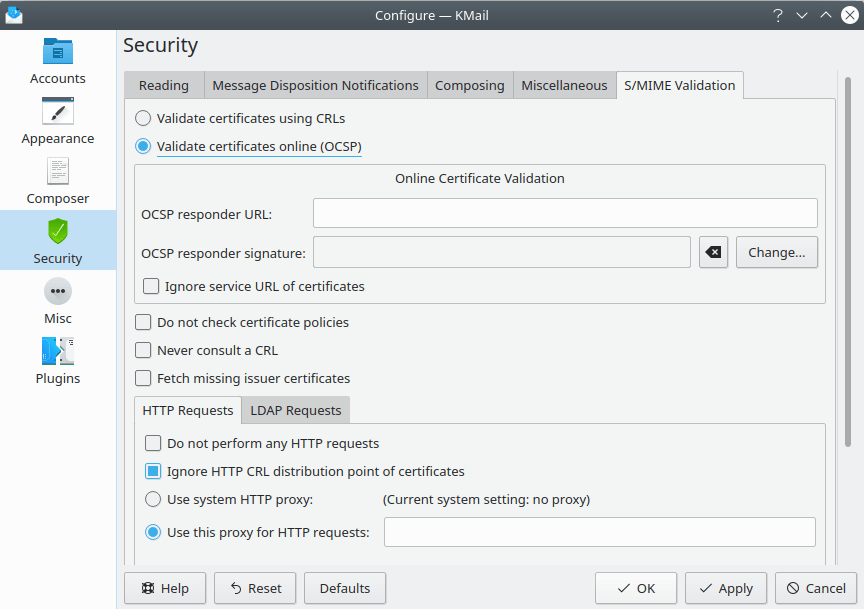 Configure — KMail
?
Accounts
Appearance
Composer
Security
Misc
Plugins
Security
Reading Message Disposition Notifications Composing Miscellaneous S/MIME Validation
Validate certificates using CRLs
Validate certificates online (OCSP)
Online Certificate Validation
OCSP responder URL:
OCSP responder signature:
Change...
Ignore service URL of certificates
Do not check certificate policies
Never consult a CRL
Fetch missing issuer certificates
HTTP Requests LDAP Requests
Do not perform any HTTP requests
Ignore HTTP CRL distribution point of certificates
Use system HTTP proxy: (Current system setting: no proxy)
Use this proxy for HTTP requests:
Help Reset Defaults OK Apply Cancel